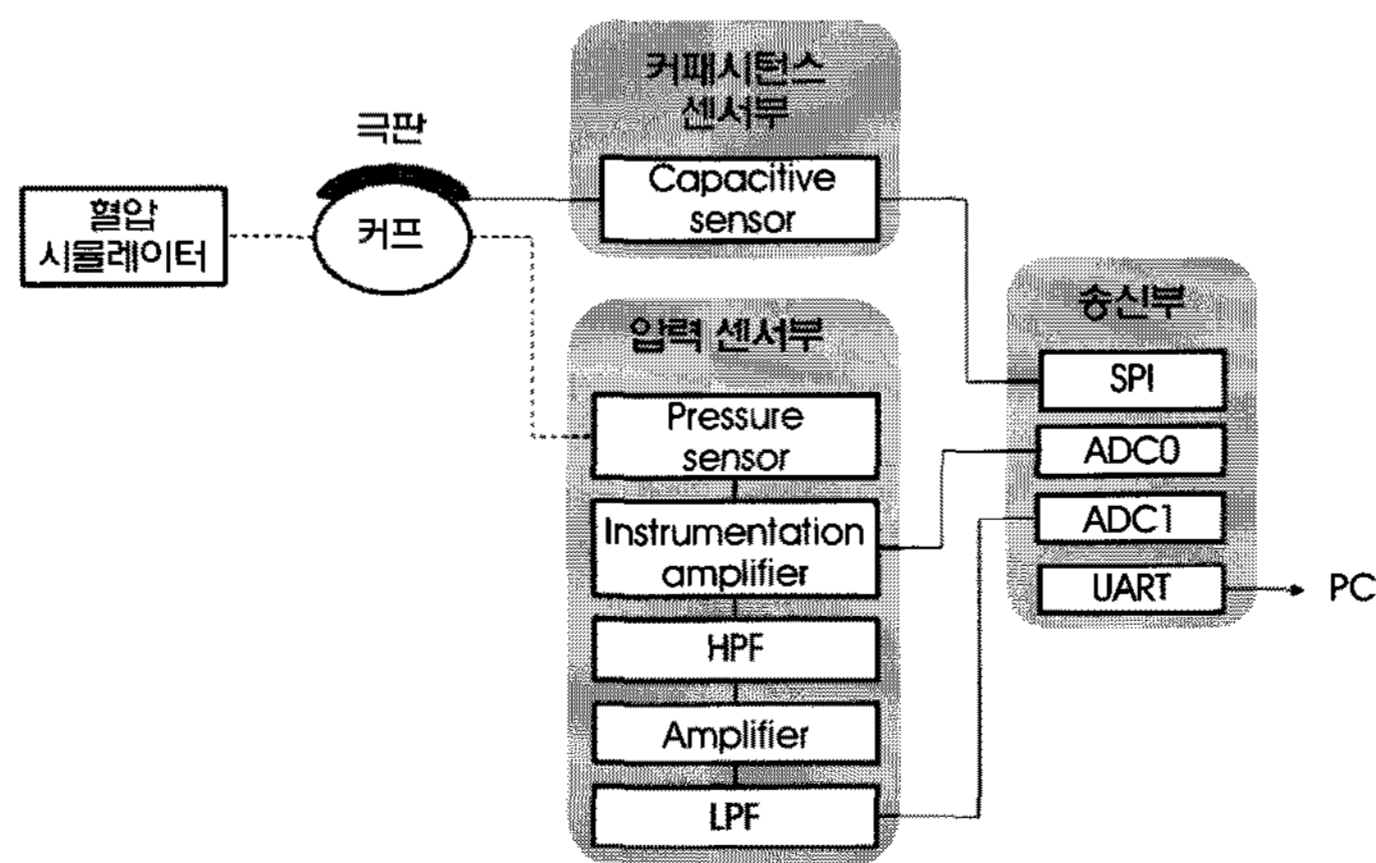 커패시턴스
센서부
극판
Capacitive
sensor
혈압
시뮬레이터
커프
송신부
압력 센서부
SPI
Pressure
sensor
ADC0
ADC1
Instrumentation
amplifier
UART
PC
HPF
Amplifier
LPF